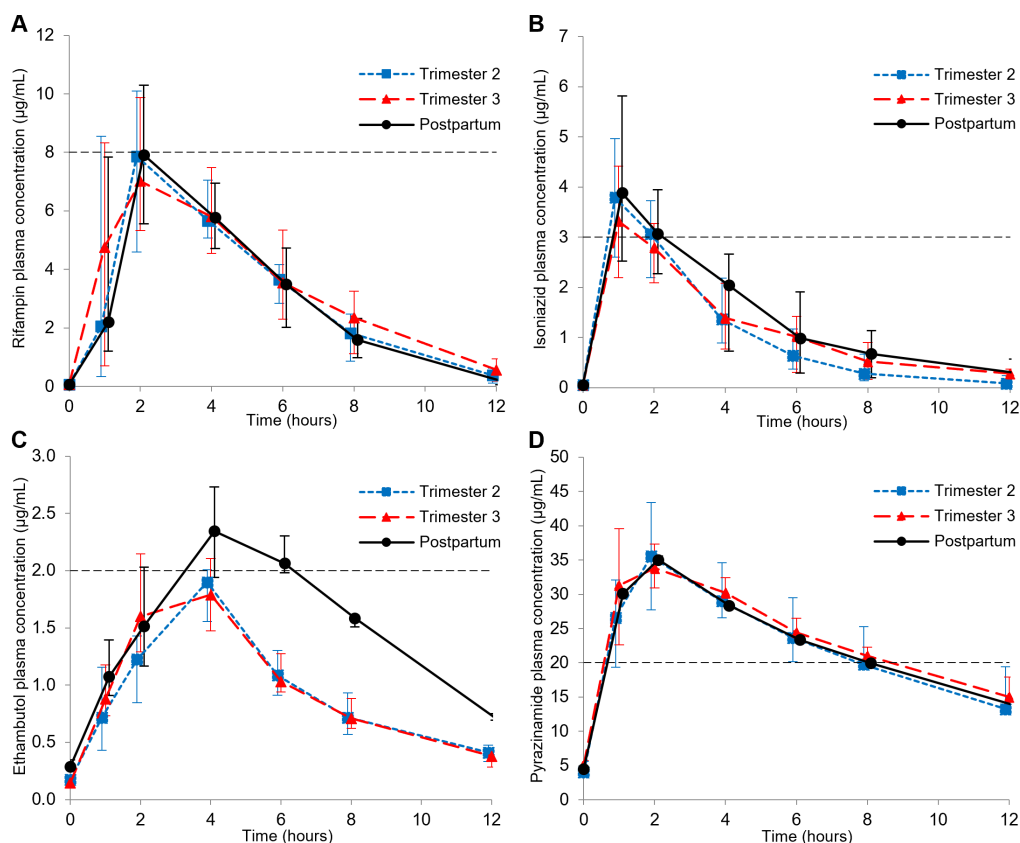 A
Rifampin plasma concentration (µg/mL)
12
10
8
6
4
2
0
Trimester 2
Trimester 3
Postpartum
0 2 4 6 8 10 12
Time (hours)
B
Isoniazid plasma concentration (µg/mL)
7
6
5
4
3
2
1
0
Trimester 2
Trimester 3
Postpartum
0 2 4 6 8 10 12
Time (hours)
C
Ethambutol plasma concentration (µg/mL)
3.0
2.5
2.0
1.5
1.0
0.5
0.0
Trimester 2
Trimester 3
Postpartum
0 2 4 6 8 10 12
Time (hours)
D
Pyrazinamide plasma concentration (µg/mL)
50
45
40
35
30
25
20
15
10
5
0
Trimester 2
Trimester 3
Postpartum
0 2 4 6 8 10 12
Time (hours)